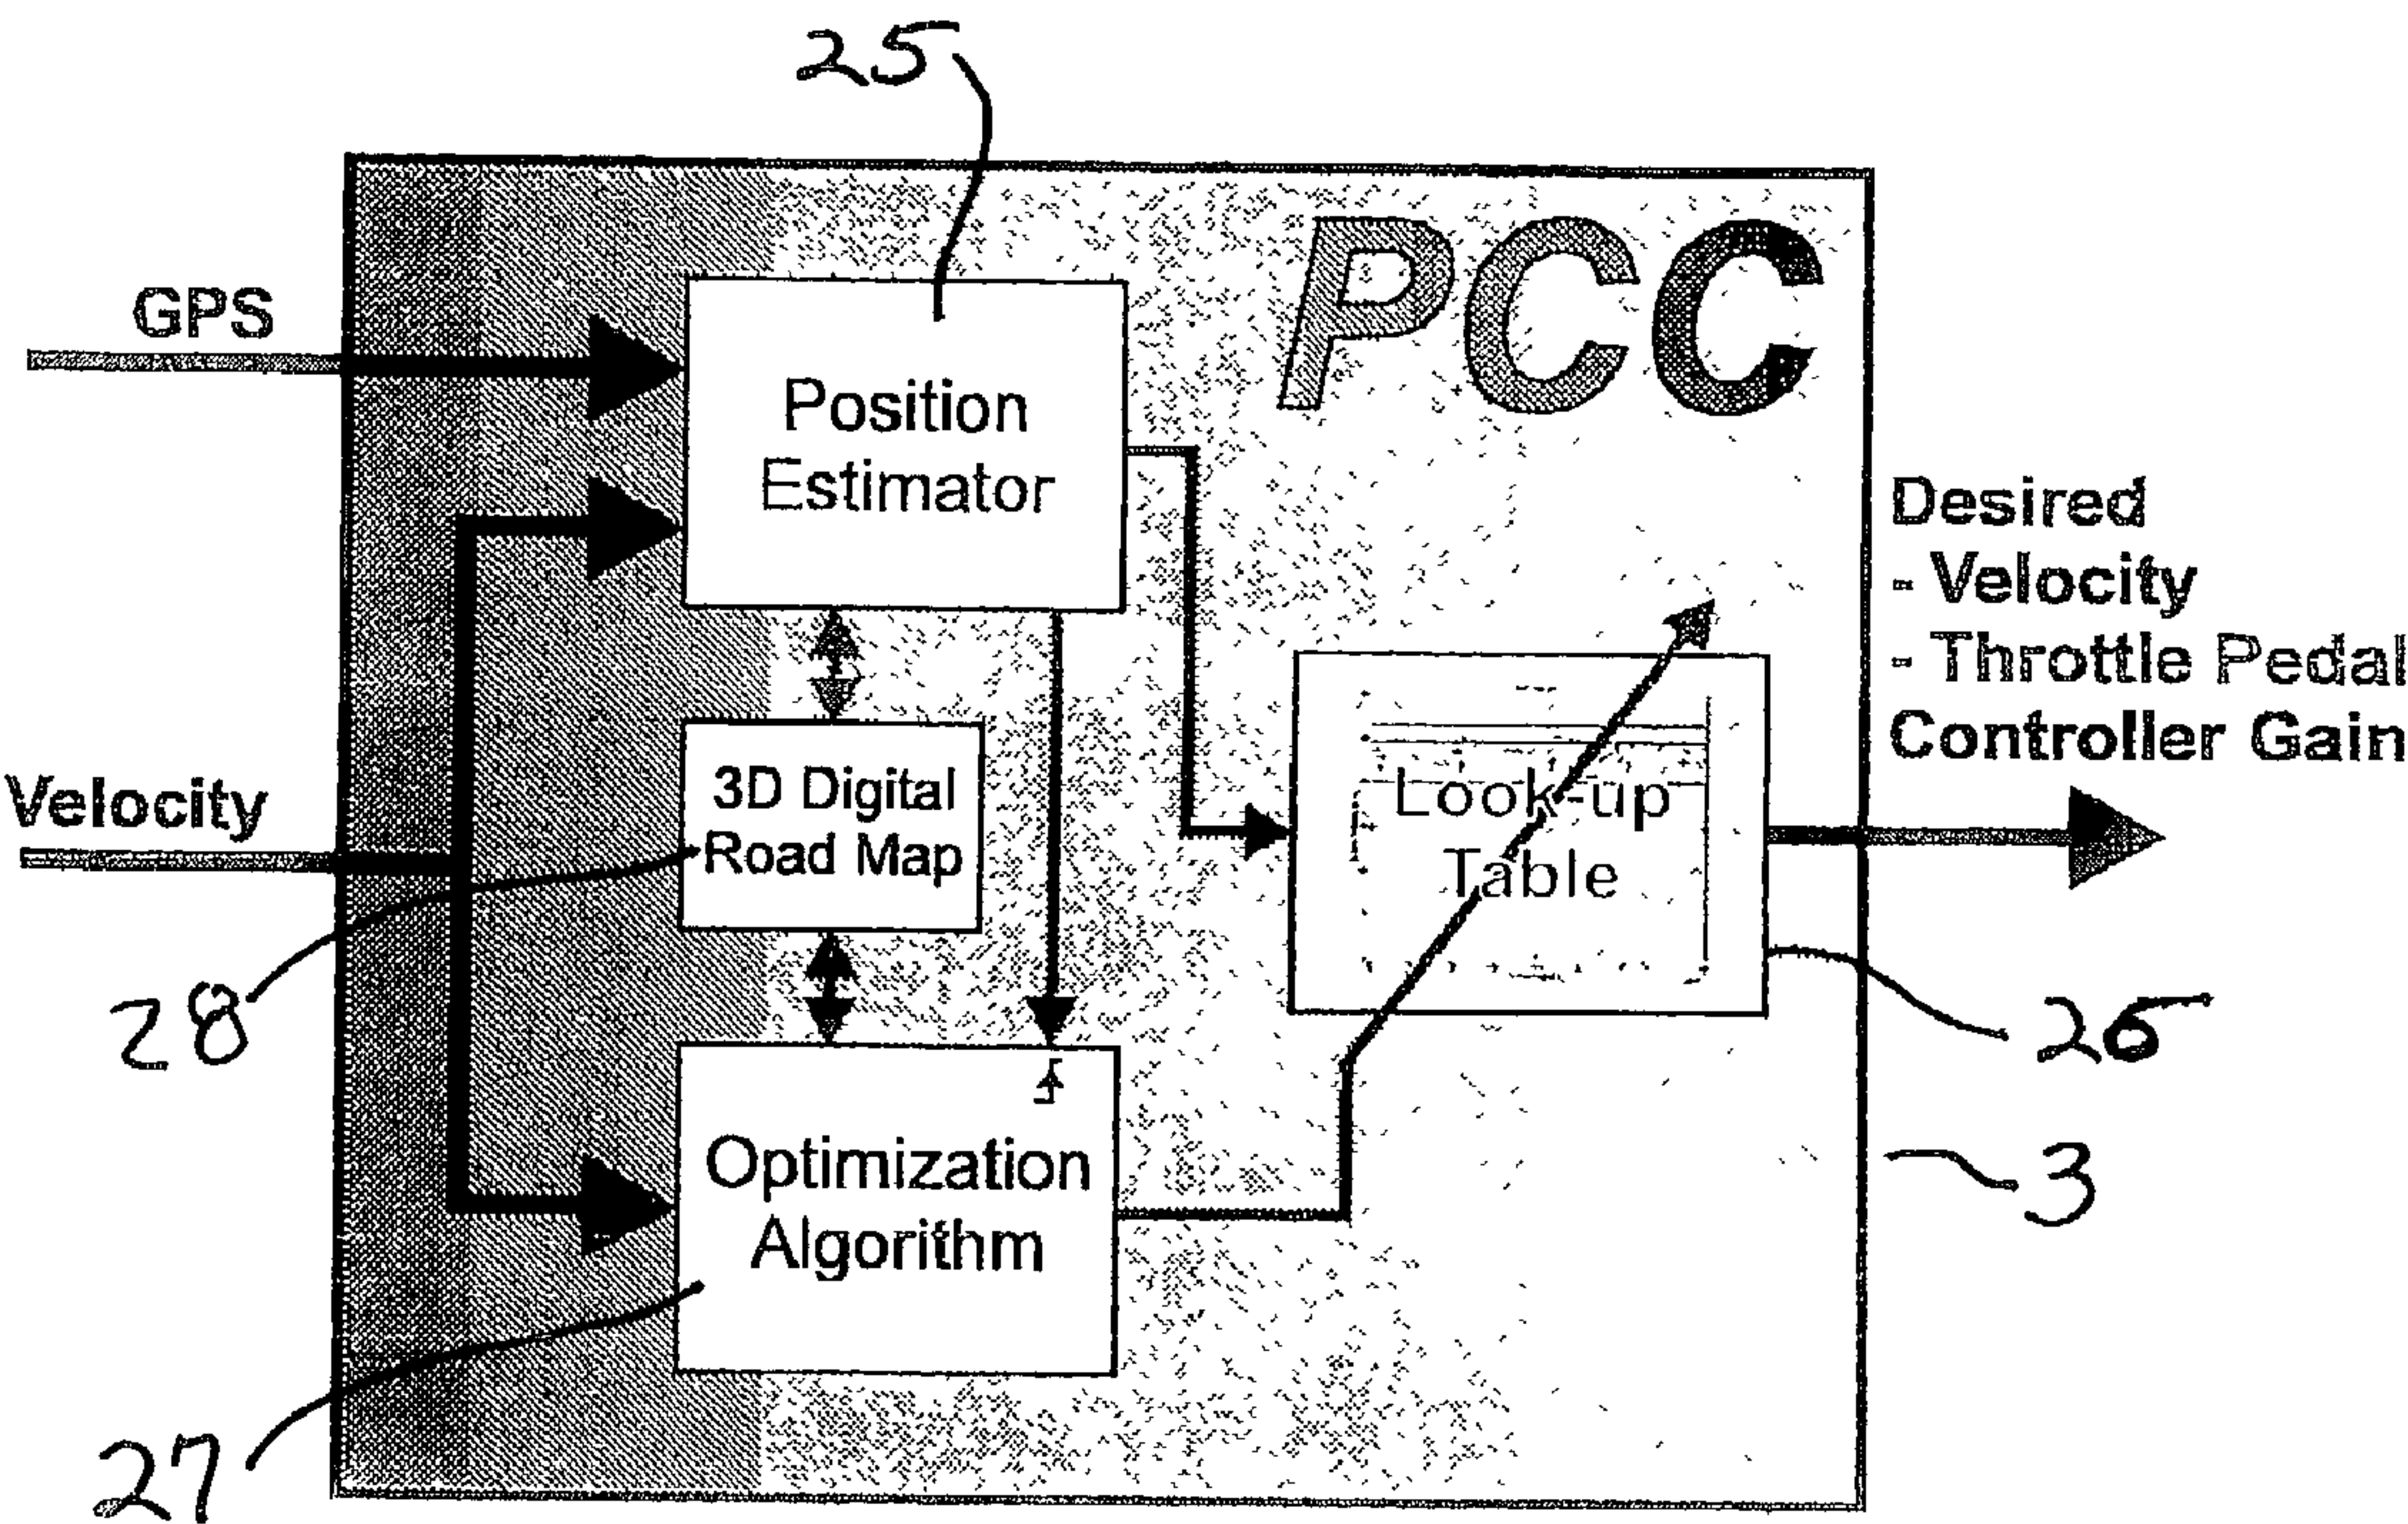 25
PCC
GPS
Position
Estimator
Desired
- Velocity
- Throttle Pedal
Controller Gain
Velocity
3D Digital
Road Map
Look-up
Table
28
26
Optimization
Algorithm
3
27